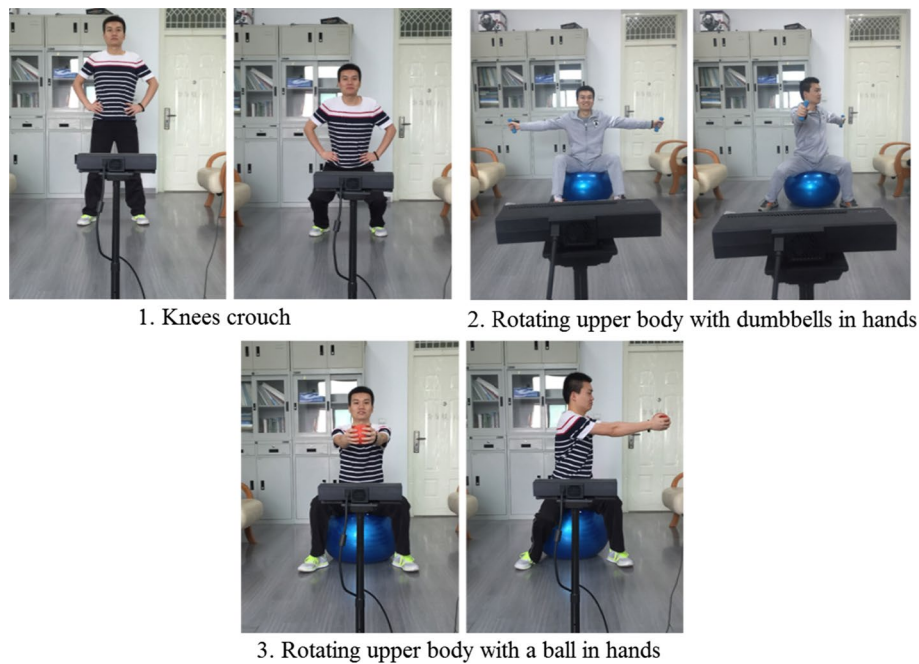 1. Knees crouch
2. Rotating upper body with dumbbells in hands
3. Rotating upper body with a ball in hands